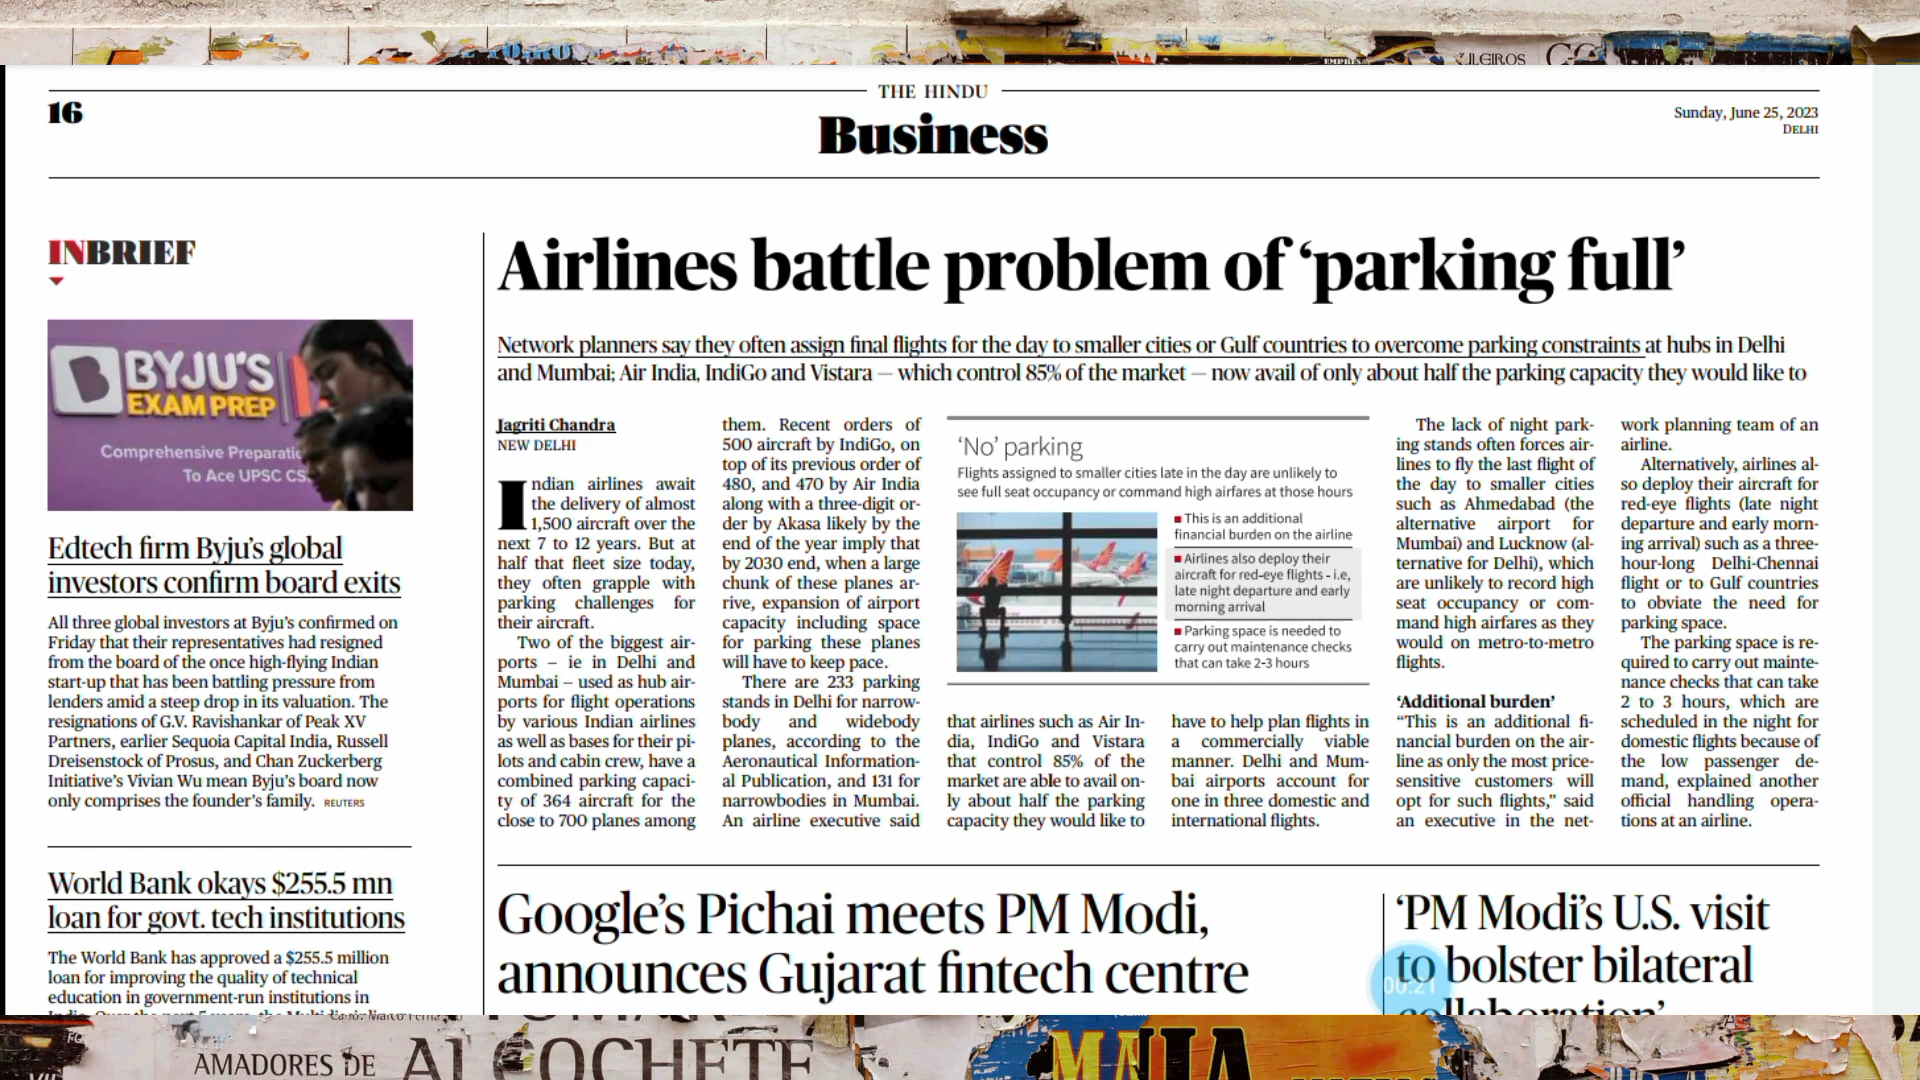 ULEIROS
16
THE HINDU
Business
Sunday, June 25, 2023
DELHI
INBRIEF
BYJU'S
EXAM PREP
Comprehensive Preparatio
To Ace UPSC CS
Edtech firm Byju’s global
investors confirm board exits
All three global investors at Byju’s confirmed on
Friday that their representatives had resigned
from the board of the once high-flying Indian
start-up that has been battling pressure from
lenders amid a steep drop in its valuation. The
resignations of G.V. Ravishankar of Peak XV
Partners, earlier Sequoia Capital India, Russell
Dreisenstock of Prosus, and Chan Zuckerberg
Initiative’s Vivian Wu mean Byju’s board now
only comprises the founder’s family. REUTERS
World Bank okays $255.5 mn
loan for govt. tech institutions
The World Bank has approved a $255.5 million
loan for improving the quality of technical
education in government-run institutions in
Airlines battle problem of ‘parking full’
Network planners say they often assign final flights for the day to smaller cities or Gulf countries to overcome parking constraints at hubs in Delhi
and Mumbai; Air India, IndiGo and Vistara — which control 85% of the market — now avail of only about half the parking capacity they would like to
Jagriti Chandra
NEW DELHI
Indian airlines await
the delivery of almost
1,500 aircraft over the
next 7 to 12 years. But at
half that fleet size today,
they often grapple with
parking challenges for
their aircraft.
Two of the biggest air-
ports – ie in Delhi and
Mumbai – used as hub air-
ports for flight operations
by various Indian airlines
as well as bases for their pi-
lots and cabin crew, have a
combined parking capaci-
ty of 364 aircraft for the
close to 700 planes among
them. Recent orders of
500 aircraft by IndiGo, on
top of its previous order of
480, and 470 by Air India
along with a three-digit or-
der by Akasa likely by the
end of the year imply that
by 2030 end, when a large
chunk of these planes ar-
rive, expansion of airport
capacity including space
for parking these planes
will have to keep pace.
There are 233 parking
stands in Delhi for narrow-
body and widebody
planes, according to the
Aeronautical Information-
al Publication, and 131 for
narrowbodies in Mumbai.
An airline executive said
‘No’ parking
Flights assigned to smaller cities late in the day are unlikely to
see full seat occupancy or command high airfares at those hours
This is an additional
financial burden on the airline
Airlines also deploy their
aircraft for red-eye flights - i.e,
late night departure and early
morning arrival
Parking space is needed to
carry out maintenance checks
that can take 2-3 hours
that airlines such as Air In-
dia, IndiGo and Vistara
that control 85% of the
market are able to avail on-
ly about half the parking
capacity they would like to
have to help plan flights in
a commercially viable
manner. Delhi and Mum-
bai airports account for
one in three domestic and
international flights.
The lack of night park-
ing stands often forces air-
lines to fly the last flight of
the day to smaller cities
such as Ahmedabad (the
alternative airport for
Mumbai) and Lucknow (al-
ternative for Delhi), which
are unlikely to record high
seat occupancy or com-
mand high airfares as they
would on metro-to-metro
flights.
‘Additional burden’
“This is an additional fi-
nancial burden on the air-
line as only the most price-
sensitive customers will
opt for such flights,” said
an executive in the net-
work planning team of an
airline.
Alternatively, airlines al-
so deploy their aircraft for
red-eye flights (late night
departure and early morn-
ing arrival) such as a three-
hour-long Delhi-Chennai
flight or to Gulf countries
to obviate the need for
parking space.
The parking space is re-
quired to carry out mainte-
nance checks that can take
2 to 3 hours, which are
scheduled in the night for
domestic flights because of
the low passenger de-
mand, explained another
official handling opera-
tions at an airline.
Google’s Pichai meets PM Modi,
announces Gujarat fintech centre
‘PM Modi’s U.S. visit
to bolster bilateral
collaboration’
00:21
AMADORES DE
ALCOCHETE